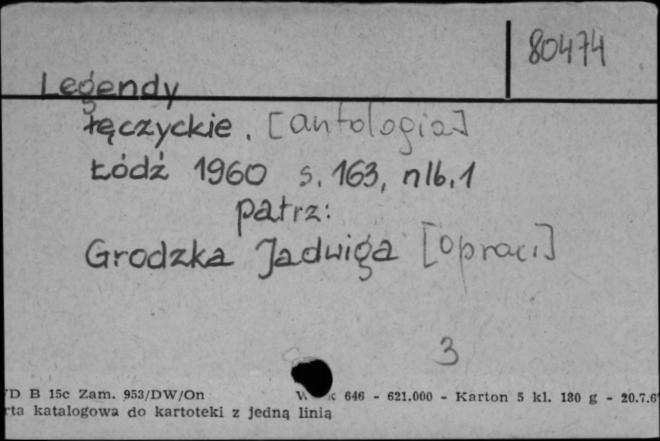 80474
Legendy
łęczyckie. [antologia]
Łódź 1960 s. 163, nlb. 1
patrz:
Grodzka Jadwiga [oprac.]
3
D B 15c Zam. 953/DW/On 646 - 621.000 - Karton 5 kl. 180 g - 20.7.6
rta katalogowa do kartoteki z jedną linią